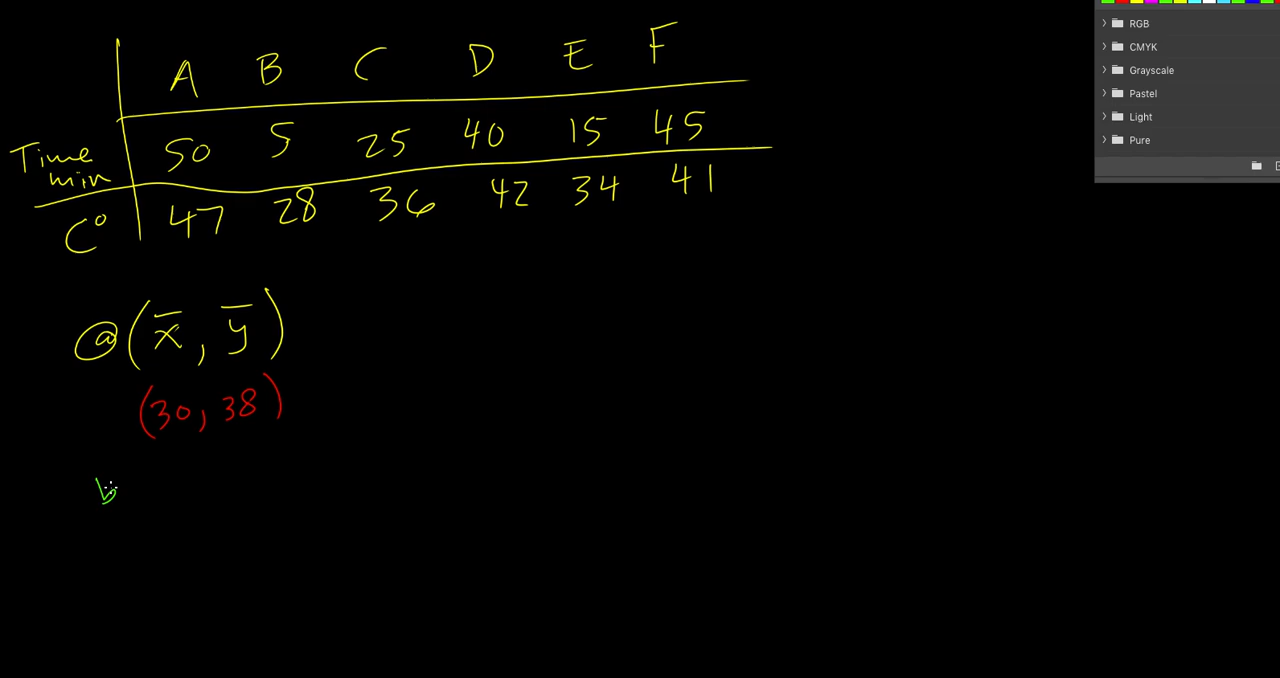 A B C D E F
Time min 50 5 25 40 15 45
C° 47 28 36 42 34 41
@ (x̄, ȳ)
(30, 38)
b
RGB
CMYK
Grayscale
Pastel
Light
Pure